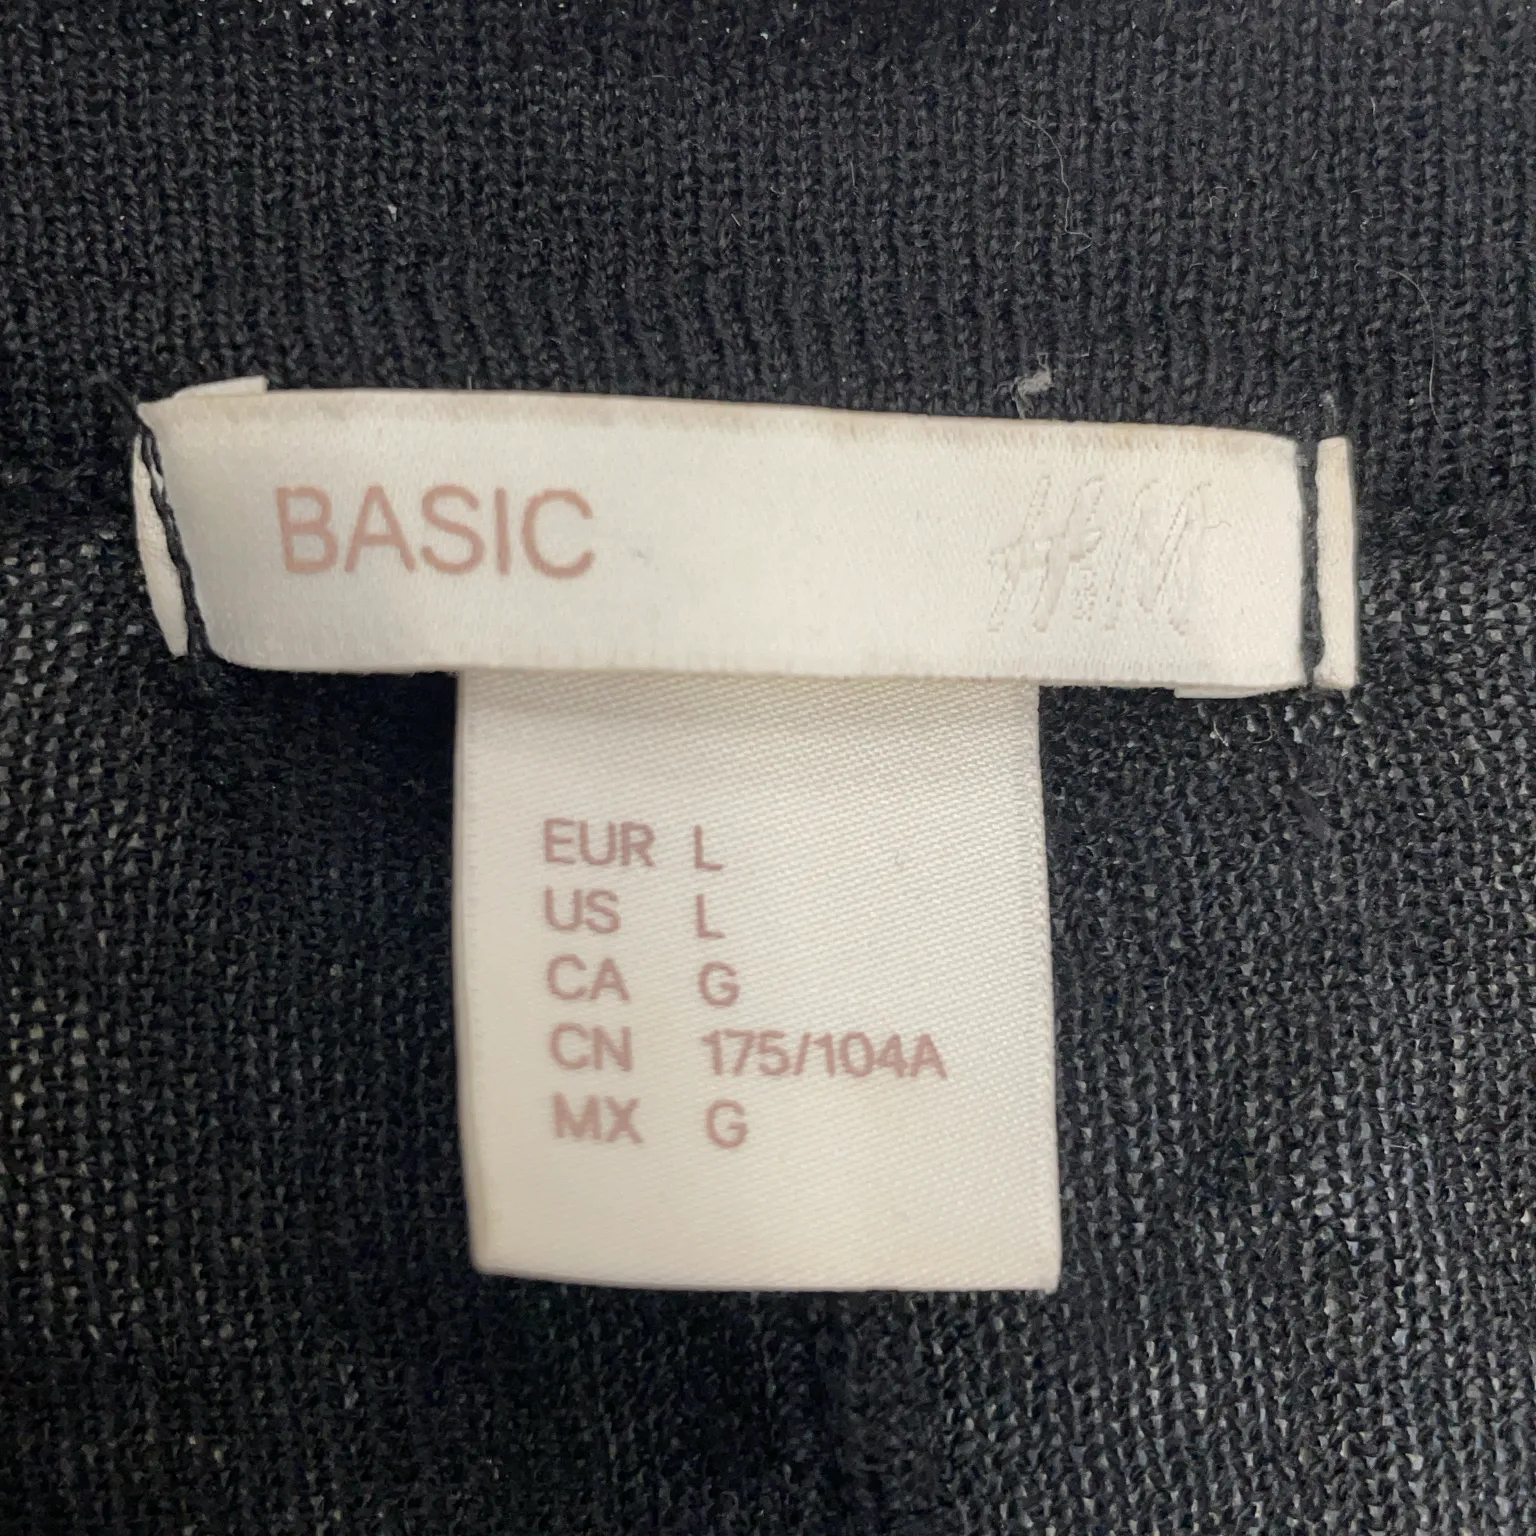 BASIC H&M
EUR L
US L
CA G
CN 175/104A
MX G